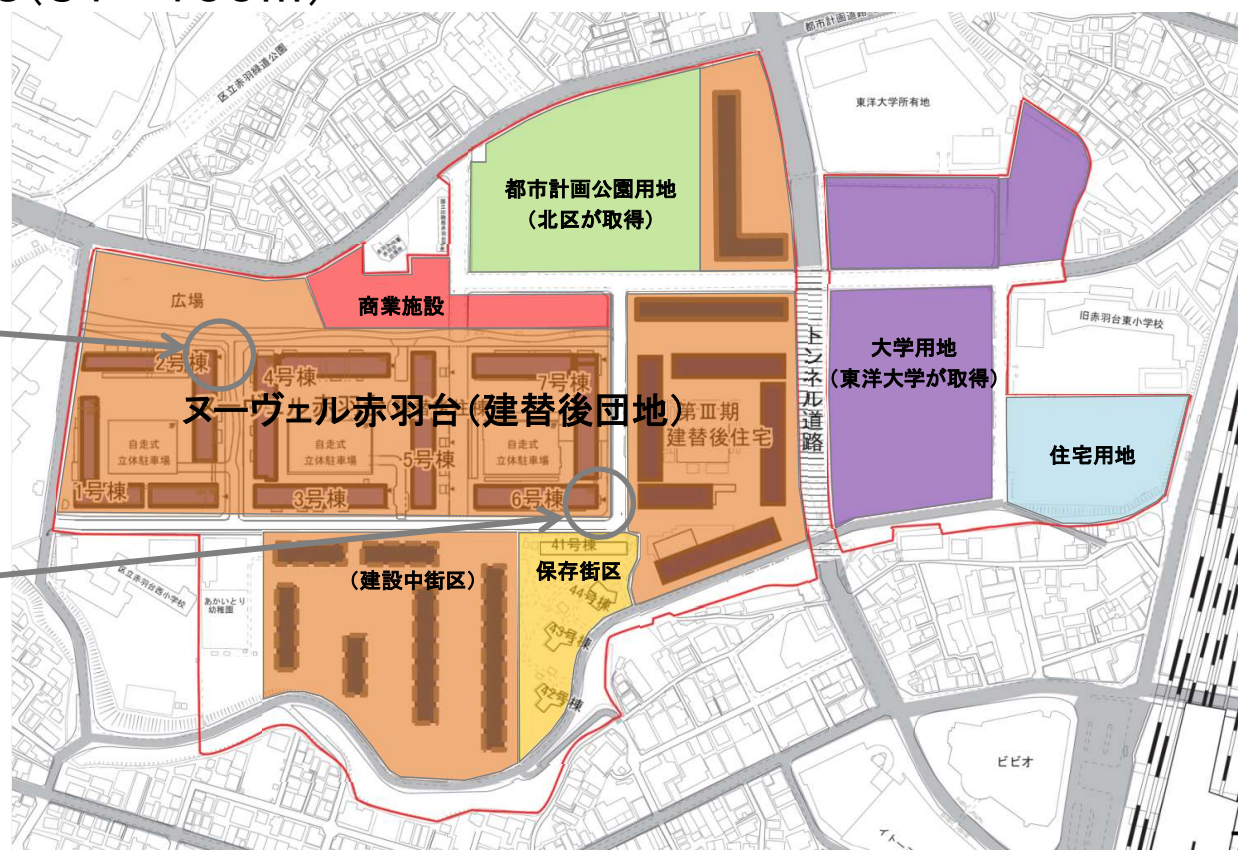 都市計画道路
区立赤羽緑道公園
東洋大学所有地
都市計画公園用地
(北区が取得)
広場
商業施設
旧赤羽台東小学校
大学用地
(東洋大学が取得)
トンネル道路
2号棟
4号棟
7号棟
ヌーヴェル赤羽台(建替後団地)
第Ⅲ期
建替後住宅
自走式
立体駐車場
自走式
立体駐車場
自走式
立体駐車場
5号棟
住宅用地
1号棟
3号棟
6号棟
41号棟
保存街区
(建設中街区)
44号棟
43号棟
42号棟
区立赤羽台西小学校
あかいとり
幼稚園
ビビオ